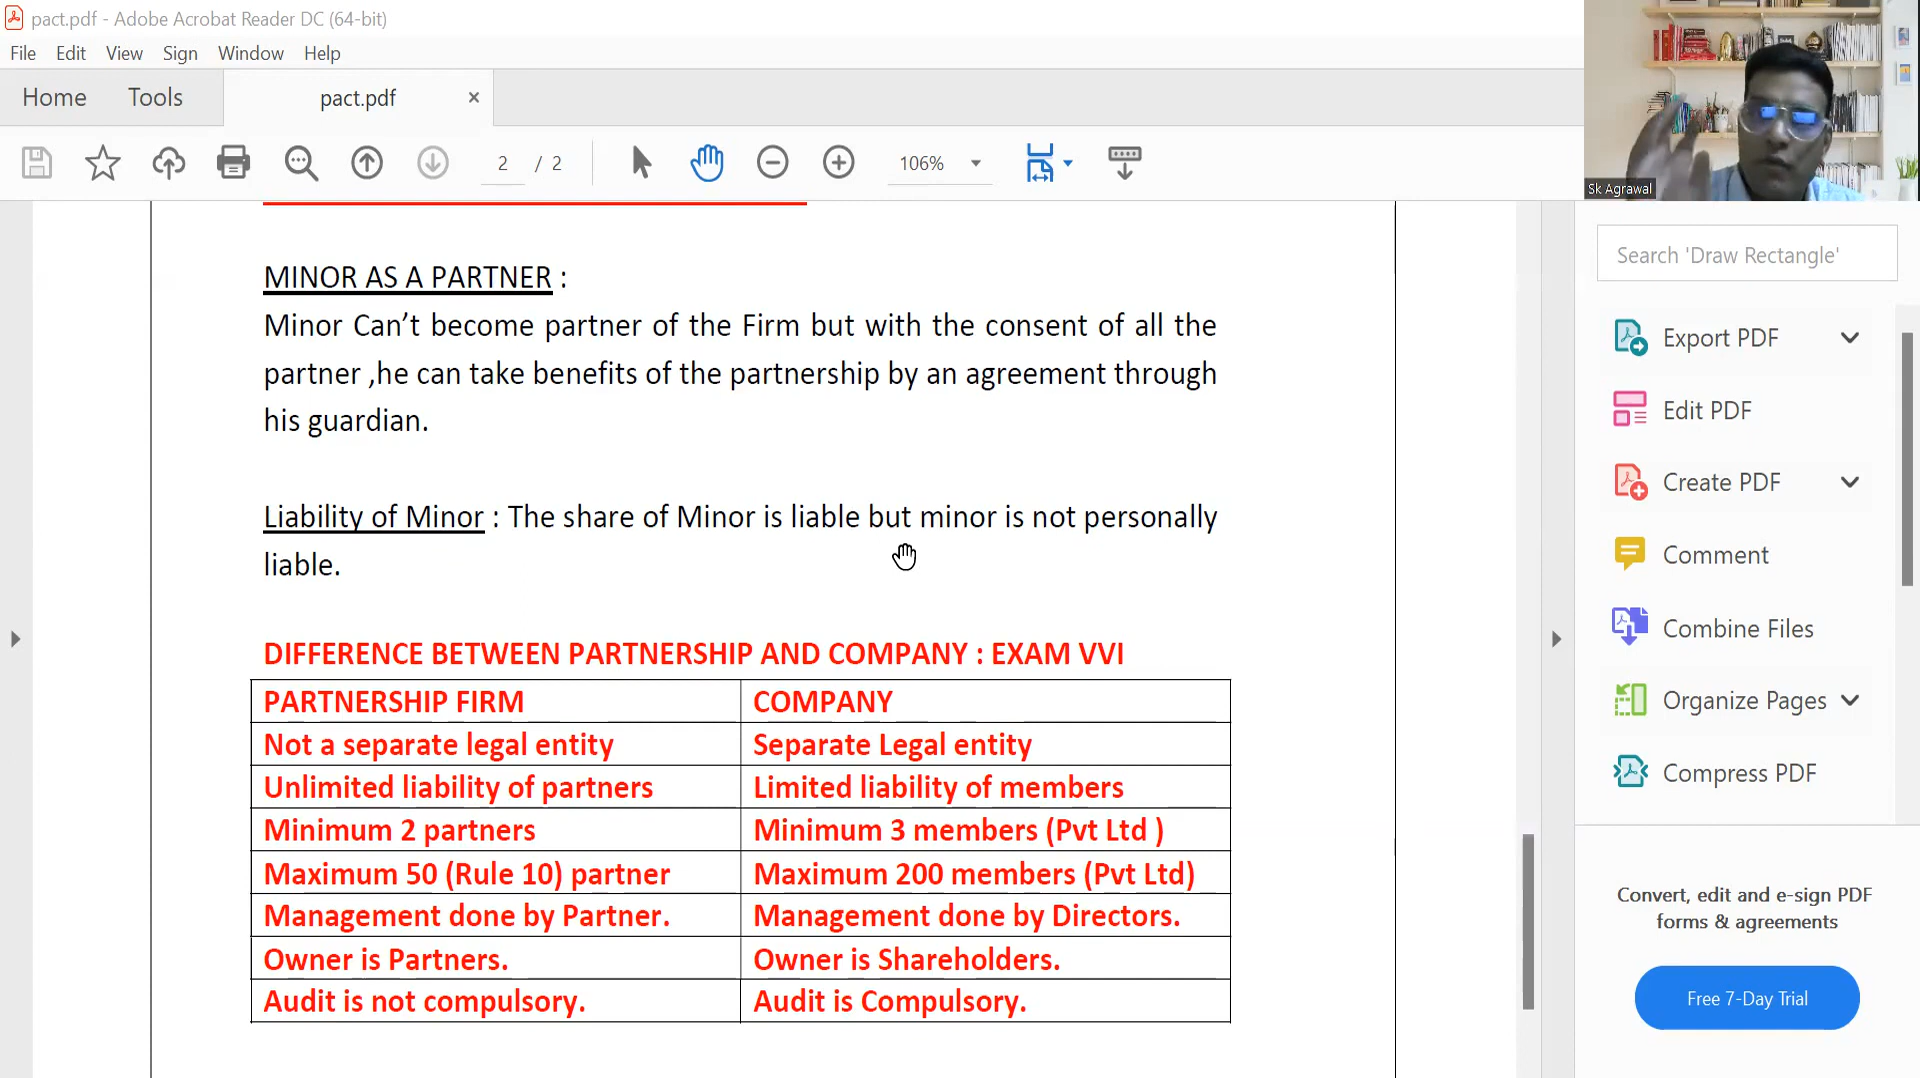 pact.pdf - Adobe Acrobat Reader DC (64-bit)
File Edit View Sign Window Help
Home Tools pact.pdf ×
2 / 2 106%
Sk Agrawal
MINOR AS A PARTNER :
Minor Can't become partner of the Firm but with the consent of all the
partner ,he can take benefits of the partnership by an agreement through
his guardian.
Liability of Minor : The share of Minor is liable but minor is not personally
liable.
DIFFERENCE BETWEEN PARTNERSHIP AND COMPANY : EXAM VVI
PARTNERSHIP FIRM COMPANY
Not a separate legal entity Separate Legal entity
Unlimited liability of partners Limited liability of members
Minimum 2 partners Minimum 3 members (Pvt Ltd )
Maximum 50 (Rule 10) partner Maximum 200 members (Pvt Ltd)
Management done by Partner. Management done by Directors.
Owner is Partners. Owner is Shareholders.
Audit is not compulsory. Audit is Compulsory.
Search 'Draw Rectangle'
Export PDF
Edit PDF
Create PDF
Comment
Combine Files
Organize Pages
Compress PDF
Convert, edit and e-sign PDF
forms & agreements
Free 7-Day Trial